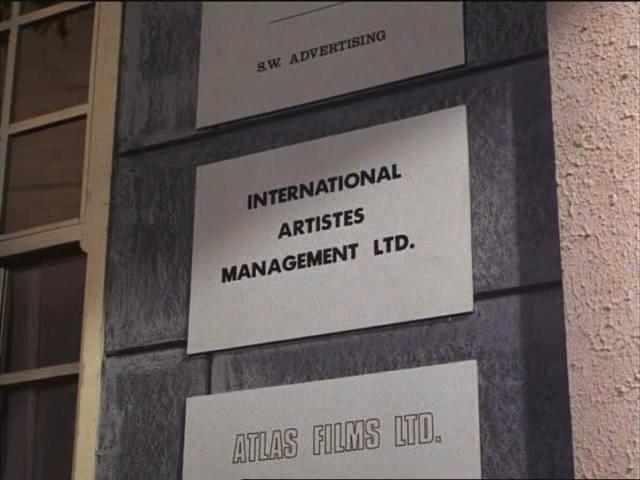 S.W. ADVERTISING
INTERNATIONAL
ARTISTES
MANAGEMENT LTD.
ATLAS FILMS LTD.